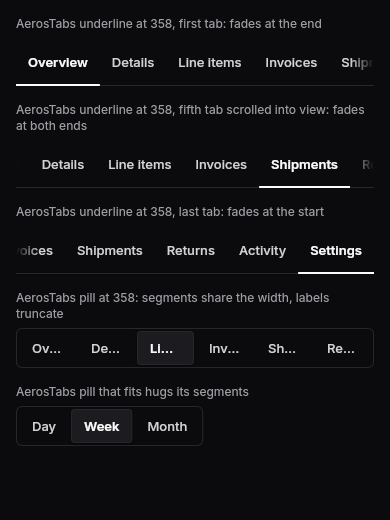 AerosTabs underline at 358, first tab: fades at the end
Overview Details Line items Invoices Ship
AerosTabs underline at 358, fifth tab scrolled into view: fades
at both ends
Details Line items Invoices Shipments R
AerosTabs underline at 358, last tab: fades at the start
oices Shipments Returns Activity Settings
AerosTabs pill at 358: segments share the width, labels
truncate
Ov... De... Li... Inv... Sh... Re...
AerosTabs pill that fits hugs its segments
Day Week Month